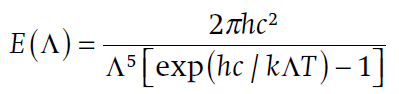 E(Λ) = 2πhc² / Λ⁵[exp(hc / kΛT) − 1]